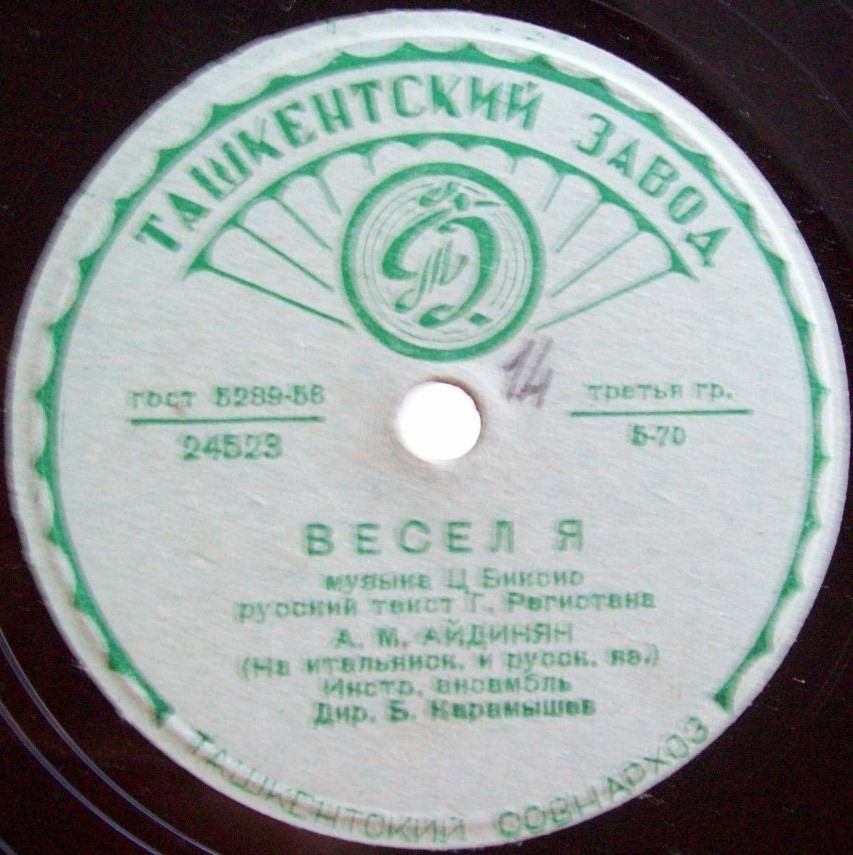 ТАШКЕНТСКИЙ ЗАВОД
14
ГОСТ 5289-56
24523
третья гр.
5-70
ВЕСЕЛ Я
музыка Ц Биксио
русский текст Г. Регистана
А. М. АЙДИНЯН
(На итальянск. и русск. яз.)
Инстр. ансамбль
Дир. Б. Карамышев
ТАШКЕНТСКИЙ СОВНАРХОЗ